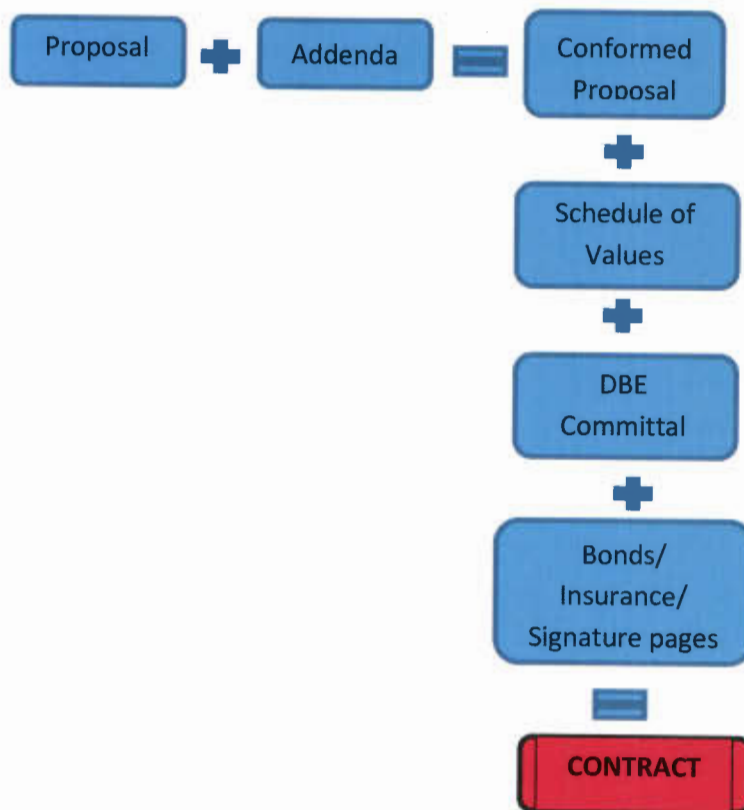 Proposal
Addenda
Conformed
Proposal
Schedule of
Values
DBE
Committal
Bonds/
Insurance/
Signature pages
CONTRACT